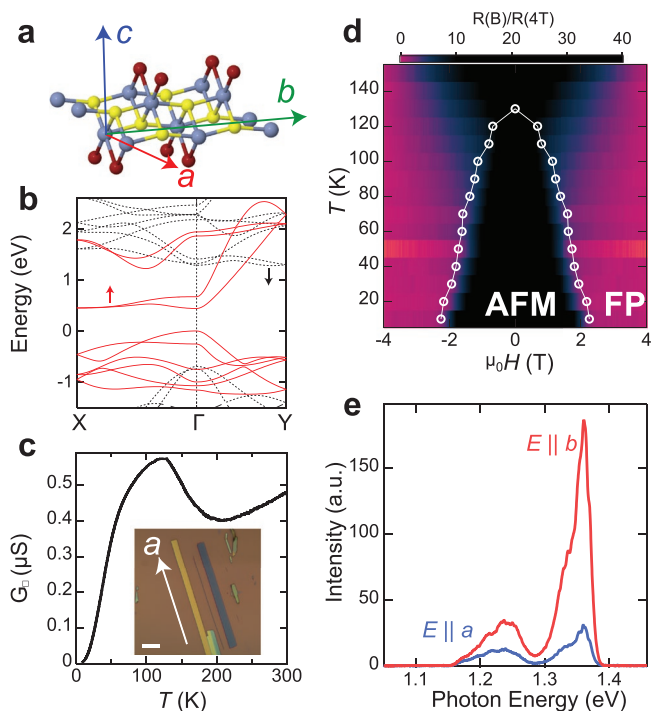 a
c
b
a
b
Energy (eV)
2
1
0
-1
X
Γ
Y
c
G□ (μS)
0.5
0.4
0.3
0.2
0.1
0
a
0
100
200
300
T (K)
d
R(B)/R(4T)
0
10
20
30
40
T (K)
140
120
100
80
60
40
20
AFM
FP
-4
-2
0
2
4
μ₀H (T)
e
Intensity (a.u.)
150
100
50
0
E || b
E || a
1.1
1.2
1.3
1.4
Photon Energy (eV)